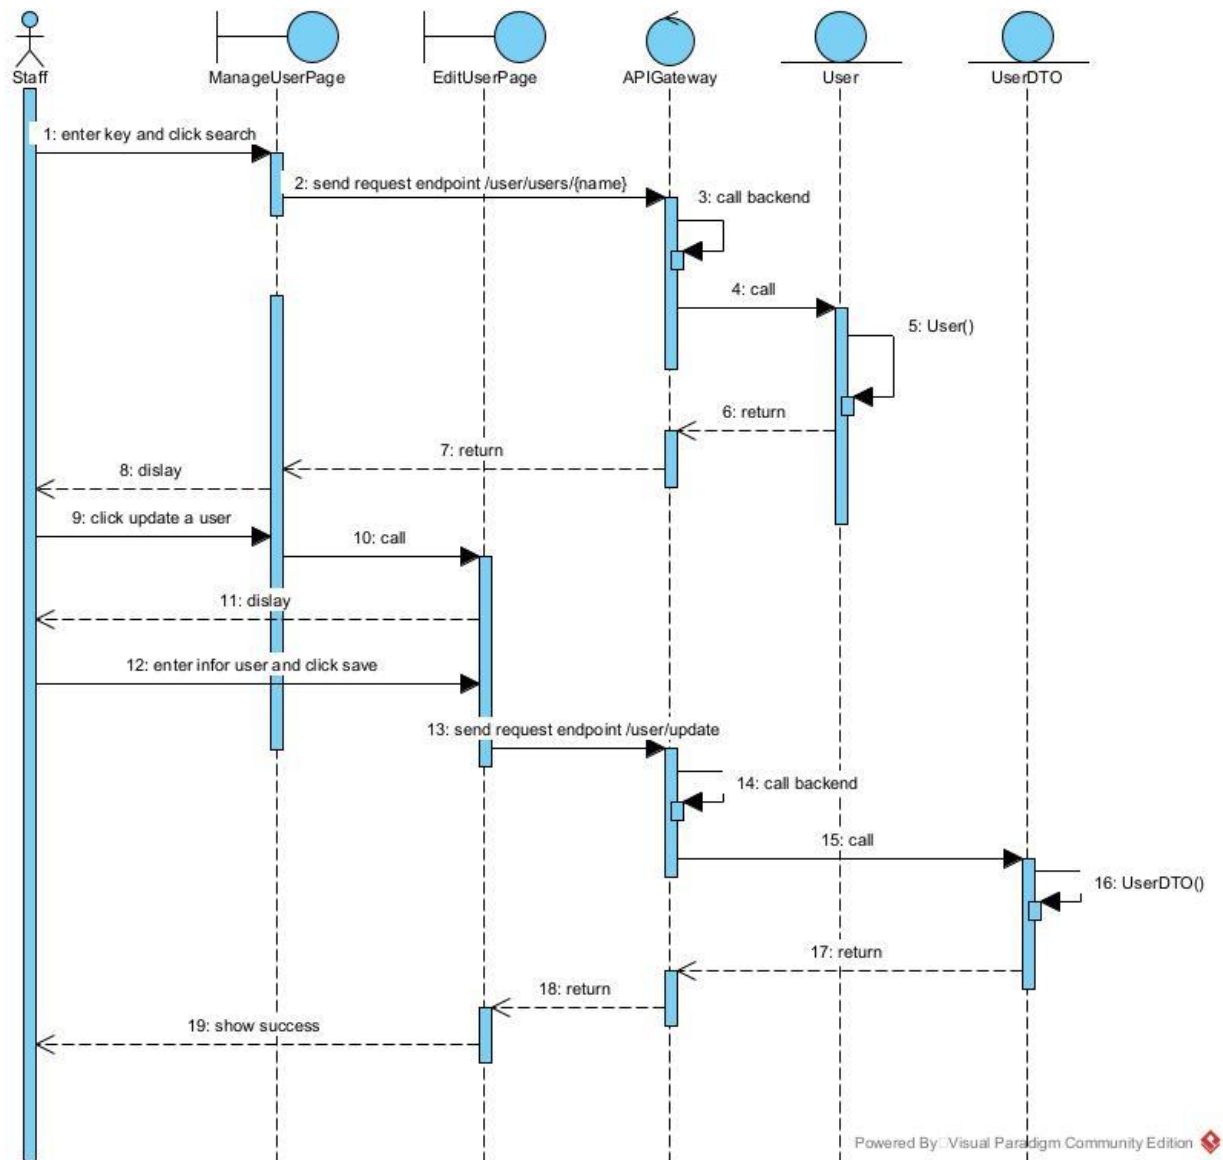 Staff
ManageUserPage
EditUserPage
APIGateway
User
UserDTO
1: enter key and click search
2: send request endpoint /user/users/{name}
3: call backend
4: call
5: User()
6: return
7: return
8: dislay
9: click update a user
10: call
11: dislay
12: enter infor user and click save
13: send request endpoint /user/update
14: call backend
15: call
16: UserDTO()
17: return
18: return
19: show success
Powered By Visual Paradigm Community Edition